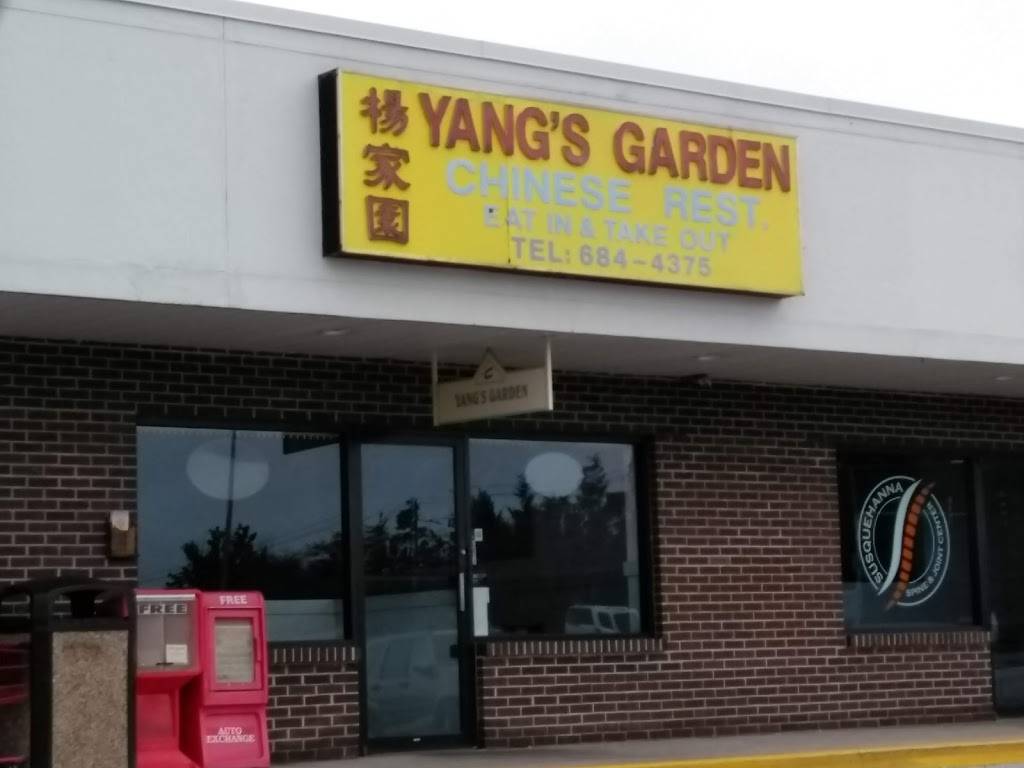 楊家園
YANG'S GARDEN
CHINESE REST.
EAT IN & TAKE OUT
TEL: 684-4375
YANG'S GARDEN
SUSQUEHANNA
SPINE & JOINT CENTER
FREE
FREE
AUTO
EXCHANGE